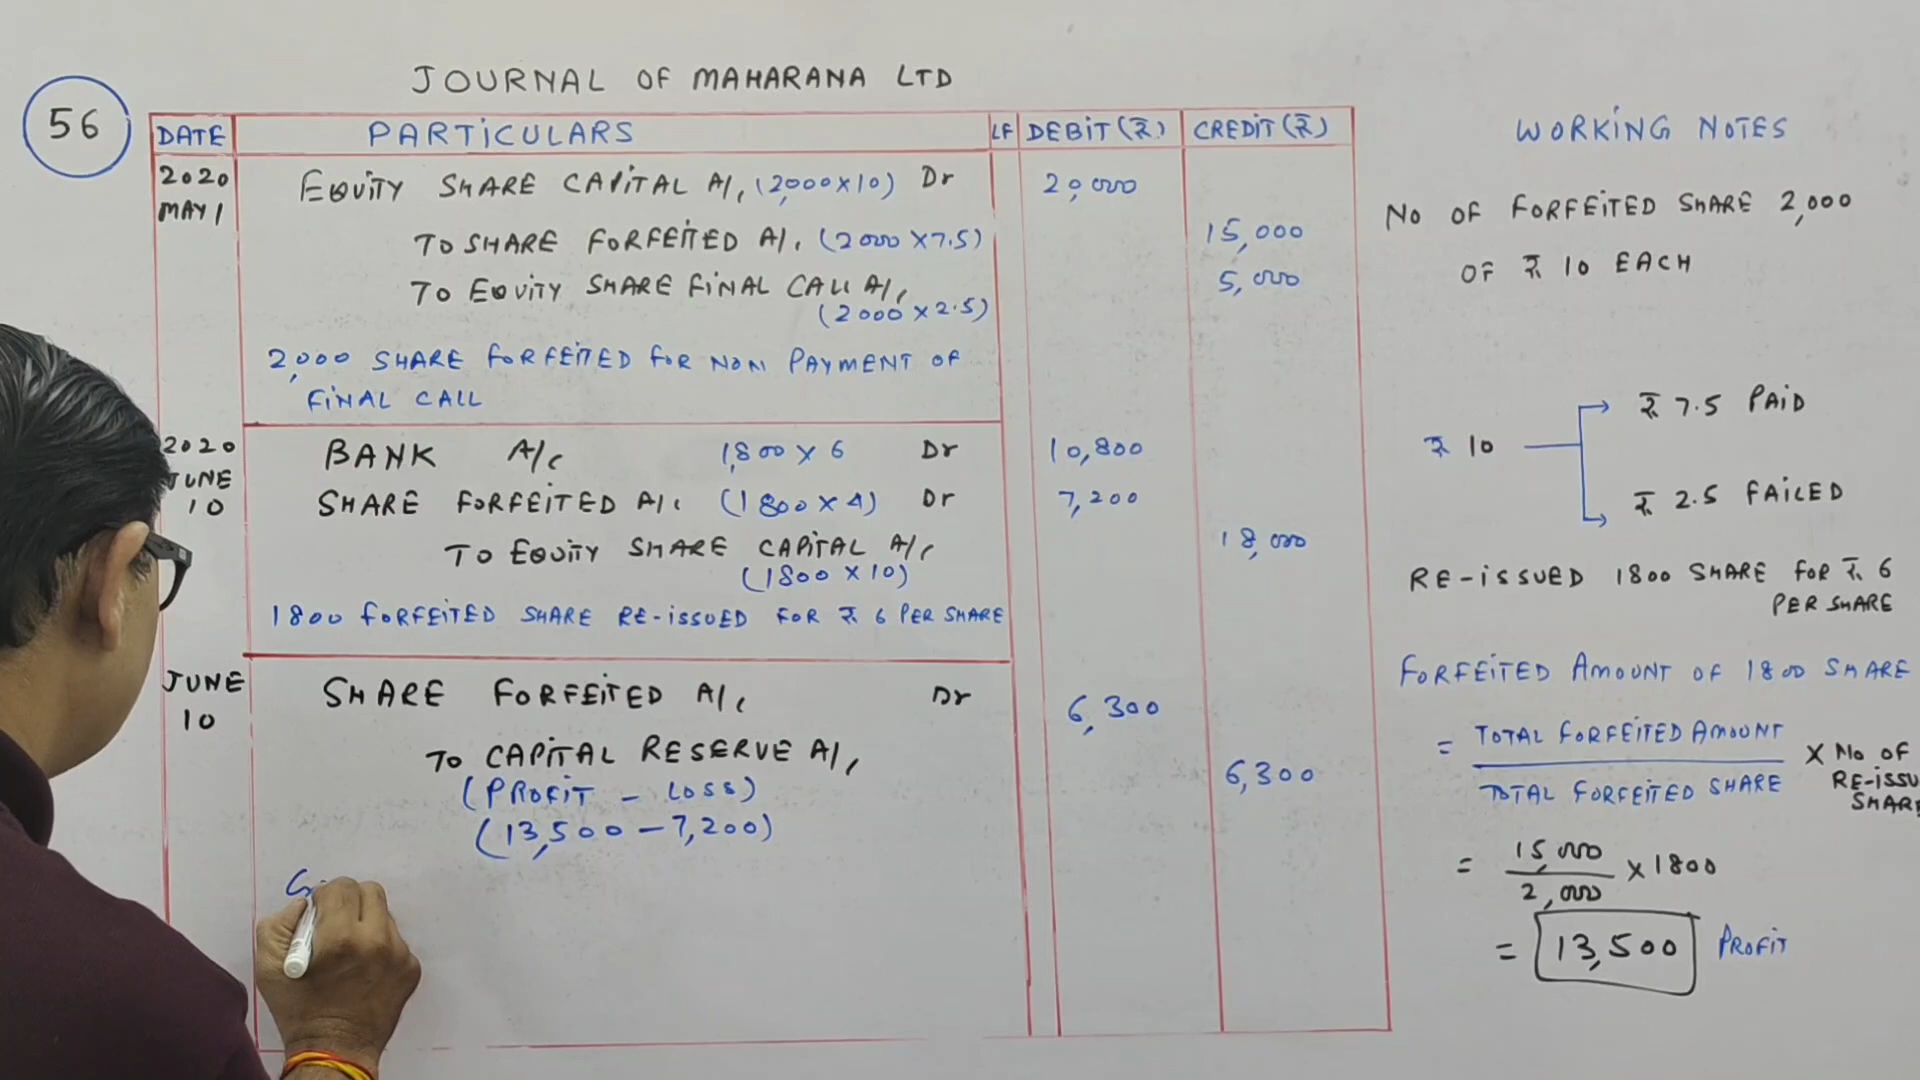 JOURNAL OF MAHARANA LTD
56
DATE PARTICULARS LF DEBIT (₹) CREDIT (₹)
2020
MAY 1
EQUITY SHARE CAPITAL A/c (2,000 X 10) Dr 20,000
TO SHARE FORFEITED A/c (2000 X 7.5) 15,000
TO EQUITY SHARE FINAL CALL A/c 5,000
(2000 X 2.5)
2,000 SHARE FORFEITED FOR NON PAYMENT OF
FINAL CALL
2020
JUNE
10
BANK A/c 1,800 X 6 Dr 10,800
SHARE FORFEITED A/c (1800 X 4) Dr 7,200
TO EQUITY SHARE CAPITAL A/c 18,000
(1800 X 10)
1800 FORFEITED SHARE RE-ISSUED FOR ₹ 6 PER SHARE
JUNE
10
SHARE FORFEITED A/c Dr 6,300
TO CAPITAL RESERVE A/c 6,300
(PROFIT - LOSS)
(13,500 - 7,200)
WORKING NOTES
NO OF FORFEITED SHARE 2,000
OF ₹ 10 EACH
₹ 7.5 PAID
₹ 10
₹ 2.5 FAILED
RE-ISSUED 1800 SHARE FOR ₹ 6
PER SHARE
FORFEITED AMOUNT OF 1800 SHARE
= TOTAL FORFEITED AMOUNT
TOTAL FORFEITED SHARE
X NO OF
RE-ISSU
SHARE
= 15,000
2,000
X 1800
= 13,500 PROFIT